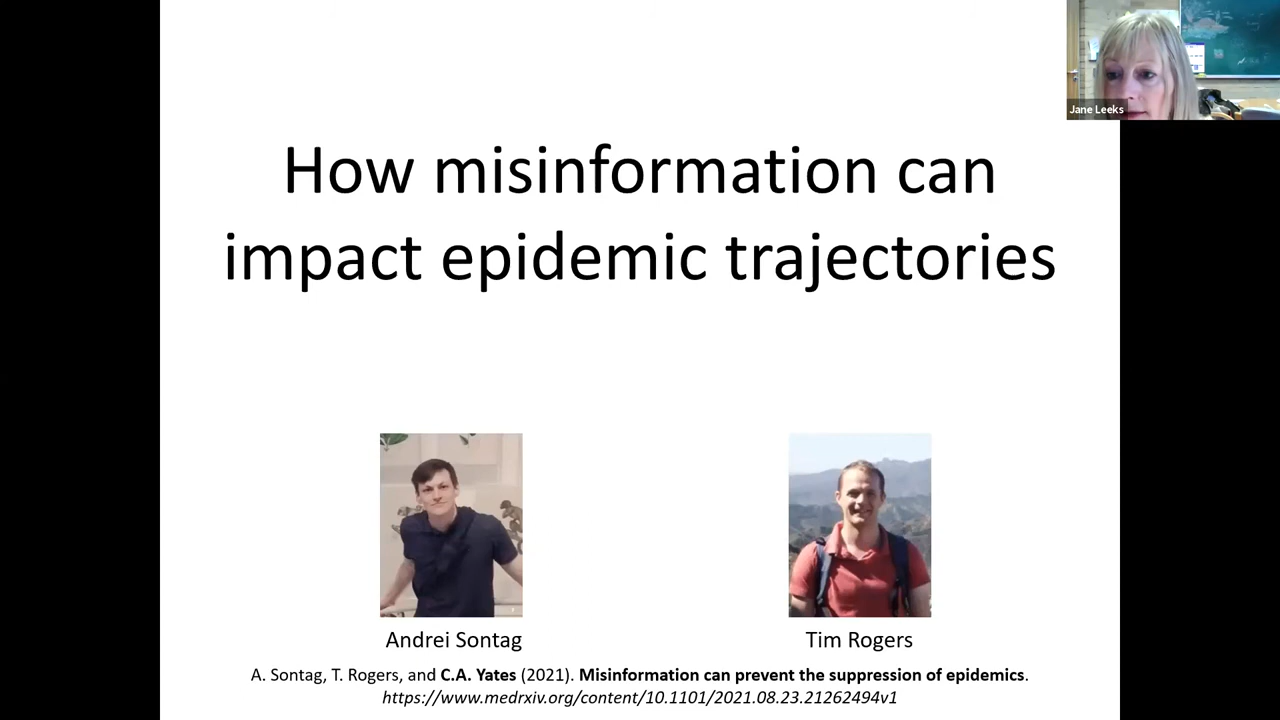 Jane Leeks
How misinformation can
impact epidemic trajectories
Andrei Sontag
Tim Rogers
A. Sontag, T. Rogers, and C.A. Yates (2021). Misinformation can prevent the suppression of epidemics.
https://www.medrxiv.org/content/10.1101/2021.08.23.21262494v1